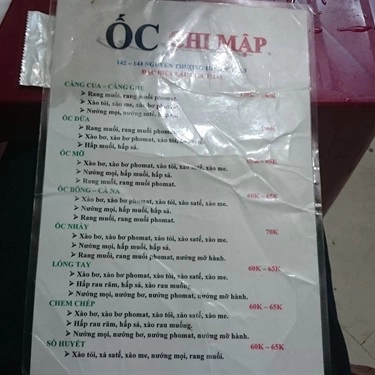 ỐC CHỊ MẬP
142 – 144 NGUYỄN THƯỢNG
CÀNG CUA – CÀNG GHẸ
➤ Rang muối, rang muối phomat.
➤ Xào tỏi, xào me, xào bơ phomat.
➤ Nướng mọi, nướng satế, hấp sả.
ỐC DỪA
➤ Rang muối, rang muối phomat.
➤ Xào bơ, xào bơ phomat, xào tỏi,
➤ Hấp muối, hấp sả.
ỐC MỠ
➤ Xào bơ, xào bơ phomat, xào tỏi, xào satế, xào me.
➤ Nướng mọi, hấp muối, hấp sả.
➤ Rang muối, rang muối phomat.
ỐC BÔNG – CÀ NA 60K – 65K
➤ Xào bơ, xào bơ phomat, xào tỏi, xào satế, xào me.
➤ Nướng mọi, hấp muối, hấp sả.
➤ Rang muối, rang muối phomat.
ỐC NHẢY 70K
➤ Xào bơ, xào bơ phomat, xào tỏi, xào satế, xào me.
➤ Nướng mọi, hấp muối, hấp sả.
➤ Rang muối, rang muối phomat, nướng mỡ hành.
LÔNG TAY 60K – 65K
➤ Xào bơ, xào bơ phomat, xào tỏi, xào satế, xào me.
➤ Hấp rau răm, hấp sả, xào rau muống.
➤ Nướng mọi, nướng bơ, nướng phomat, nướng mỡ hành.
CHEM CHÉP 60K – 65K
➤ Xào bơ, xào bơ phomat, xào tỏi, xào satế, xào me.
➤ Hấp rau răm, hấp sả, xào rau muống.
➤ Nướng mọi, nướng bơ, nướng phomat, nướng mỡ hành.
SÒ HUYẾT 60K – 65K
➤ Xào tỏi, xà satế, xào me, nướng mọi, rang muối.